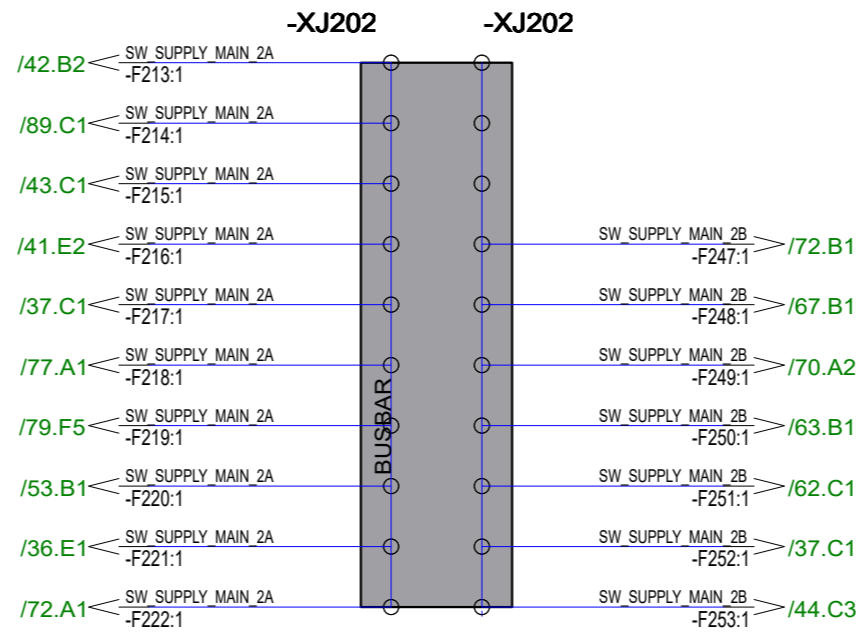 -XJ202 -XJ202
/42.B2 SW_SUPPLY_MAIN_2A
-F213:1
/89.C1 SW_SUPPLY_MAIN_2A
-F214:1
/43.C1 SW_SUPPLY_MAIN_2A
-F215:1
/41.E2 SW_SUPPLY_MAIN_2A SW_SUPPLY_MAIN_2B /72.B1
-F216:1 -F247:1
/37.C1 SW_SUPPLY_MAIN_2A SW_SUPPLY_MAIN_2B /67.B1
-F217:1 -F248:1
/77.A1 SW_SUPPLY_MAIN_2A SW_SUPPLY_MAIN_2B /70.A2
-F218:1 -F249:1
BUSBAR
/79.F5 SW_SUPPLY_MAIN_2A SW_SUPPLY_MAIN_2B /63.B1
-F219:1 -F250:1
/53.B1 SW_SUPPLY_MAIN_2A SW_SUPPLY_MAIN_2B /62.C1
-F220:1 -F251:1
/36.E1 SW_SUPPLY_MAIN_2A SW_SUPPLY_MAIN_2B /37.C1
-F221:1 -F252:1
/72.A1 SW_SUPPLY_MAIN_2A SW_SUPPLY_MAIN_2B /44.C3
-F222:1 -F253:1